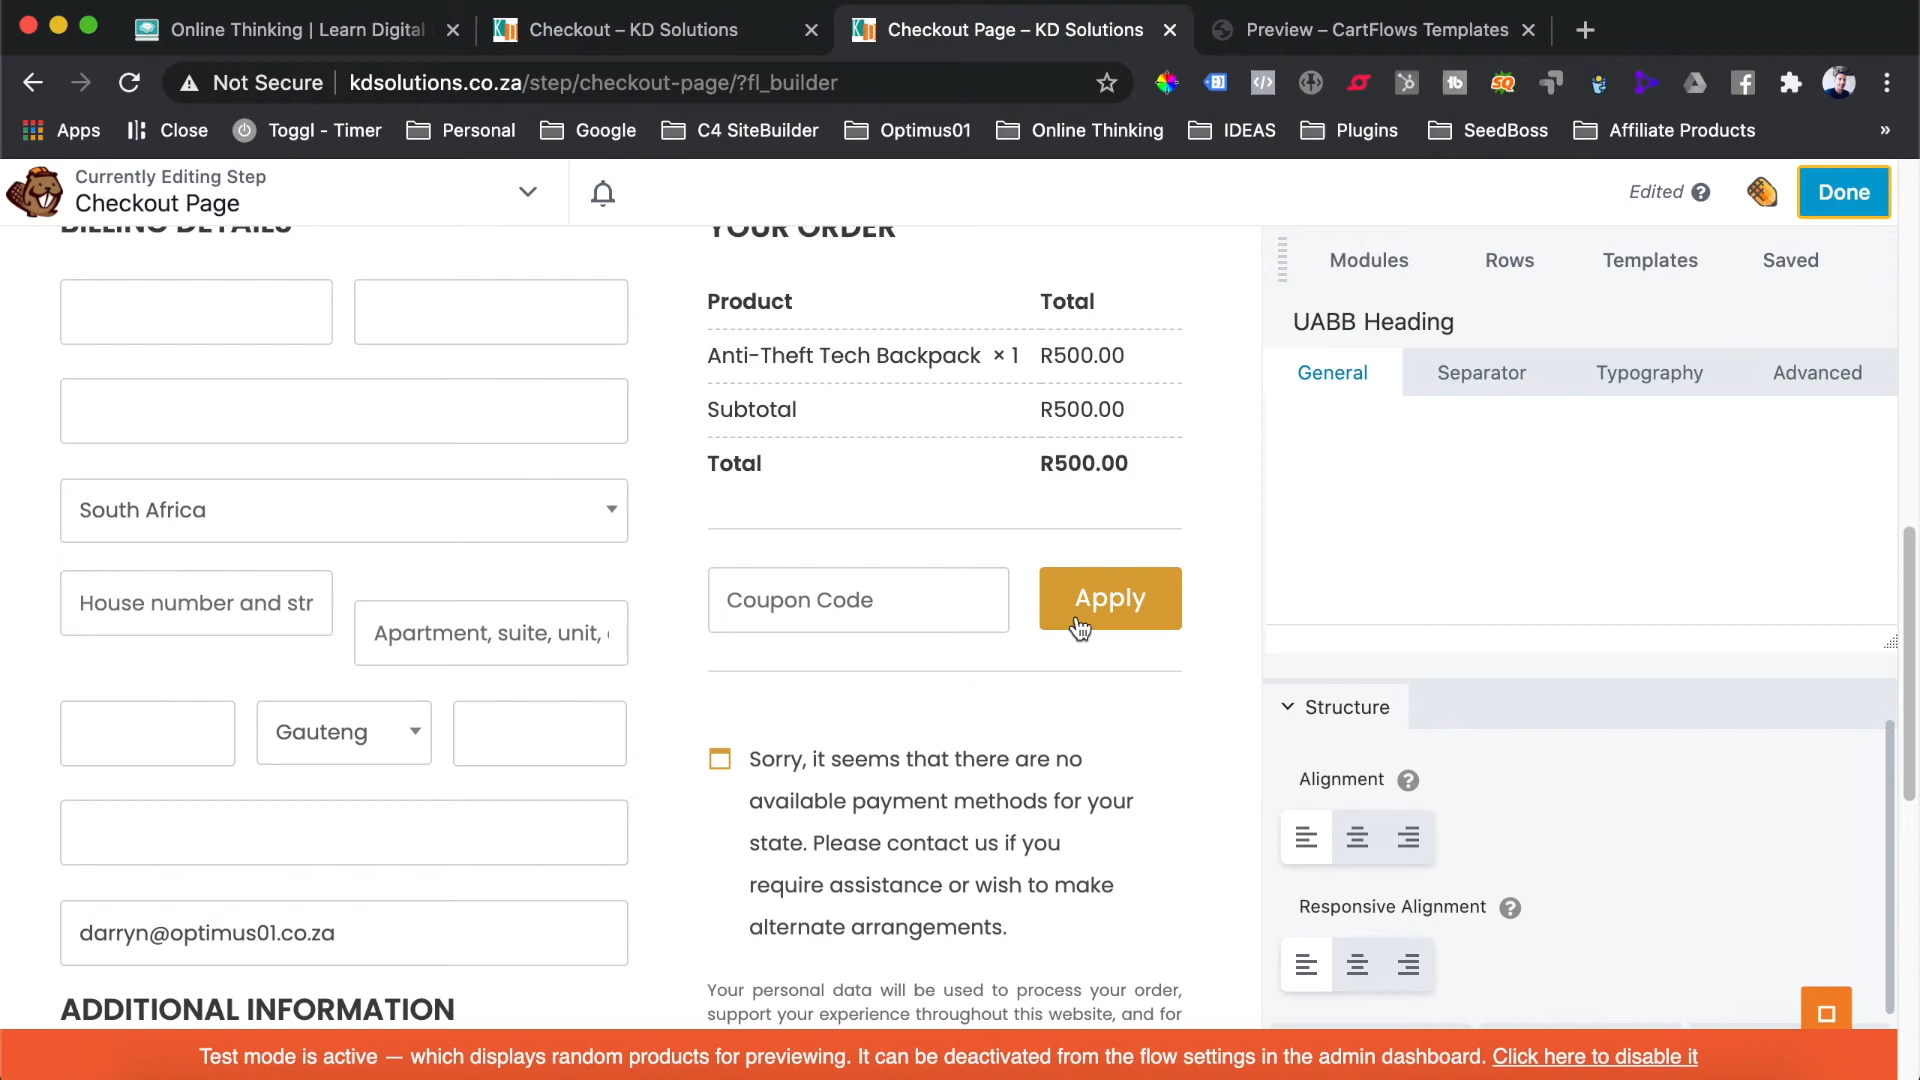 Online Thinking | Learn Digital
Checkout – KD Solutions
Checkout Page – KD Solutions
Preview – CartFlows Templates
Not Secure
kdsolutions.co.za/step/checkout-page/?fl_builder
Apps
Close
Toggl - Timer
Personal
Google
C4 SiteBuilder
Optimus01
Online Thinking
IDEAS
Plugins
SeedBoss
Affiliate Products
»
Currently Editing Step
Checkout Page
Edited
Done
BILLING DETAILS
YOUR ORDER
Modules
Rows
Templates
Saved
UABB Heading
General
Separator
Typography
Advanced
Product
Total
Anti-Theft Tech Backpack × 1
R500.00
Subtotal
R500.00
Total
R500.00
South Africa
House number and str
Apartment, suite, unit,
Coupon Code
Apply
Gauteng
Sorry, it seems that there are no
available payment methods for your
state. Please contact us if you
require assistance or wish to make
alternate arrangements.
Structure
Alignment
Responsive Alignment
darryn@optimus01.co.za
ADDITIONAL INFORMATION
Your personal data will be used to process your order,
support your experience throughout this website, and for
Test mode is active — which displays random products for previewing. It can be deactivated from the flow settings in the admin dashboard. Click here to disable it